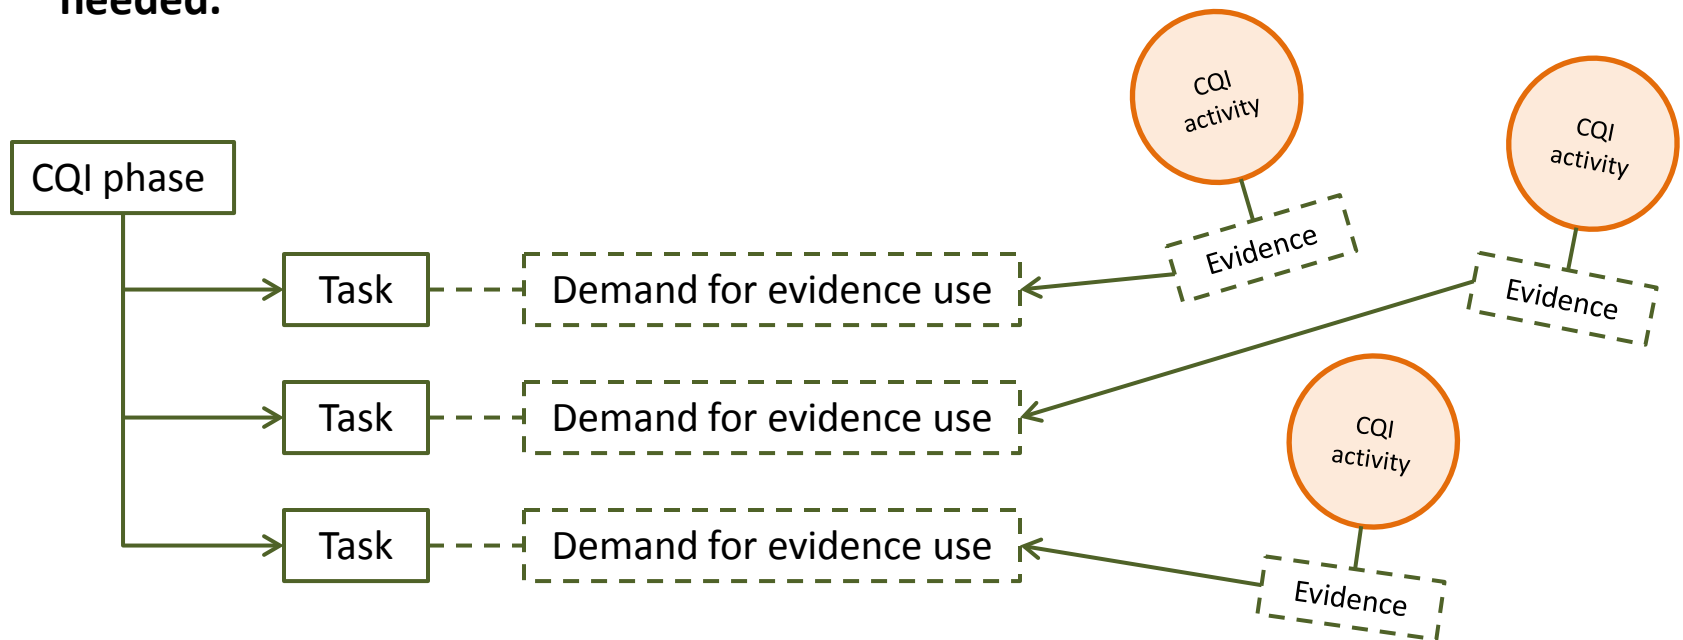 needed.
CQI
activity
CQI
activity
CQI phase
Evidence
Task
Demand for evidence use
Evidence
Task
Demand for evidence use
CQI
activity
Task
Demand for evidence use
Evidence